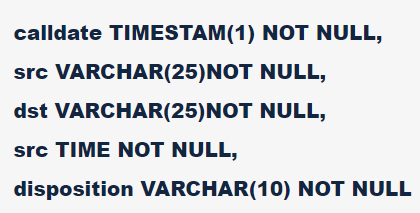 calldate TIMESTAM(1) NOT NULL,
src VARCHAR(25)NOT NULL,
dst VARCHAR(25)NOT NULL,
src TIME NOT NULL,
disposition VARCHAR(10) NOT NULL